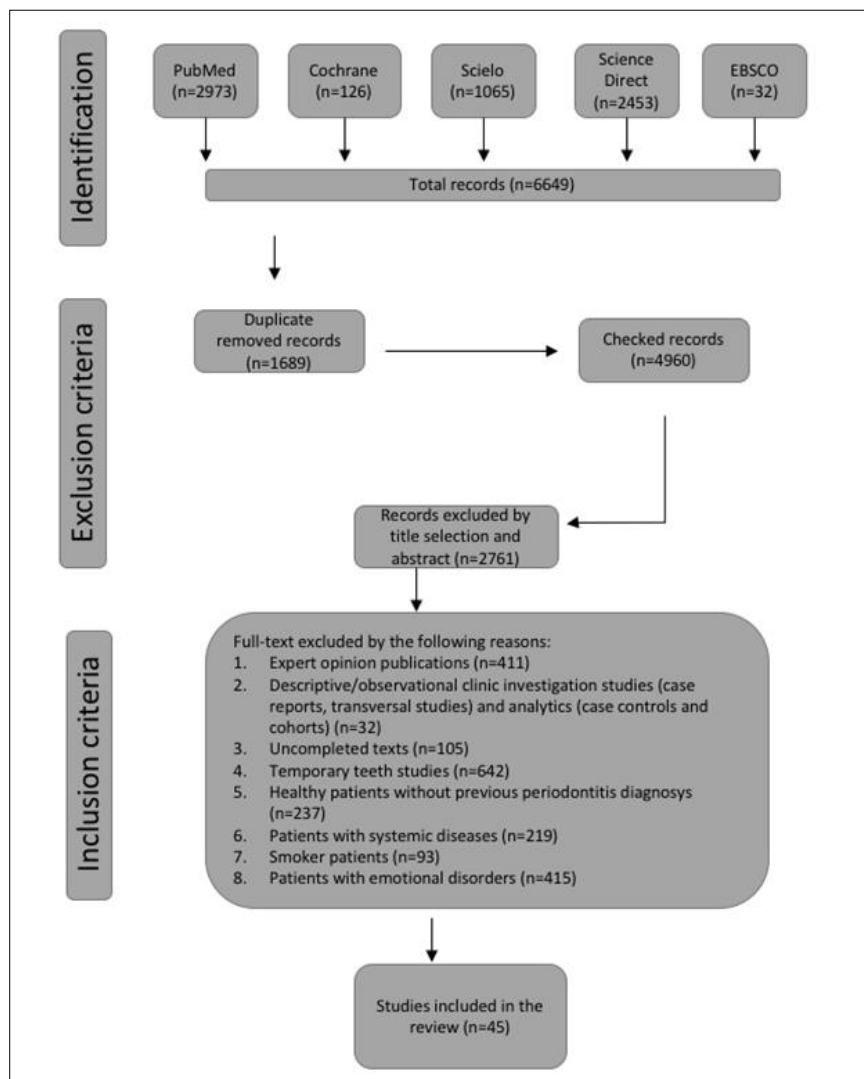 Identification
PubMed
(n=2973)
Cochrane
(n=126)
Scielo
(n=1065)
Science
Direct
(n=2453)
EBSCO
(n=32)
Total records (n=6649)
Exclusion criteria
Duplicate
removed records
(n=1689)
Checked records
(n=4960)
Records excluded by
title selection and
abstract (n=2761)
Inclusion criteria
Full-text excluded by the following reasons:
1. Expert opinion publications (n=411)
2. Descriptive/observational clinic investigation studies (case
reports, transversal studies) and analytics (case controls and
cohorts) (n=32)
3. Uncompleted texts (n=105)
4. Temporary teeth studies (n=642)
5. Healthy patients without previous periodontitis diagnosys
(n=237)
6. Patients with systemic diseases (n=219)
7. Smoker patients (n=93)
8. Patients with emotional disorders (n=415)
Studies included in the
review (n=45)